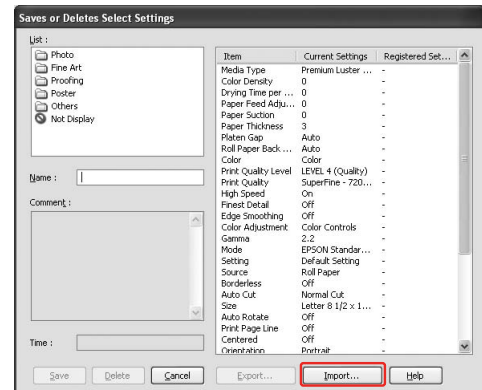 Saves or Deletes Select Settings
List :
Photo
Fine Art
Proofing
Poster
Others
Not Display
Name :
Comment :
Time :
Item Current Settings Registered Set...
Media Type Premium Luster ... -
Color Density 0 -
Drying Time per ... 0 -
Paper Feed Adju... 0 -
Paper Suction 0 -
Paper Thickness 3 -
Platen Gap Auto -
Roll Paper Back ... Auto -
Color Color -
Print Quality Level LEVEL 4 (Quality) -
Print Quality SuperFine - 720... -
High Speed On -
Finest Detail Off -
Edge Smoothing Off -
Color Adjustment Color Controls -
Gamma 2.2 -
Mode EPSON Standar... -
Setting Default Setting -
Source Roll Paper -
Borderless Off -
Auto Cut Normal Cut -
Size Letter 8 1/2 x 1... -
Auto Rotate Off -
Print Page Line Off -
Centered Off -
Orientation Portrait -
Save Delete Cancel Export... Import... Help